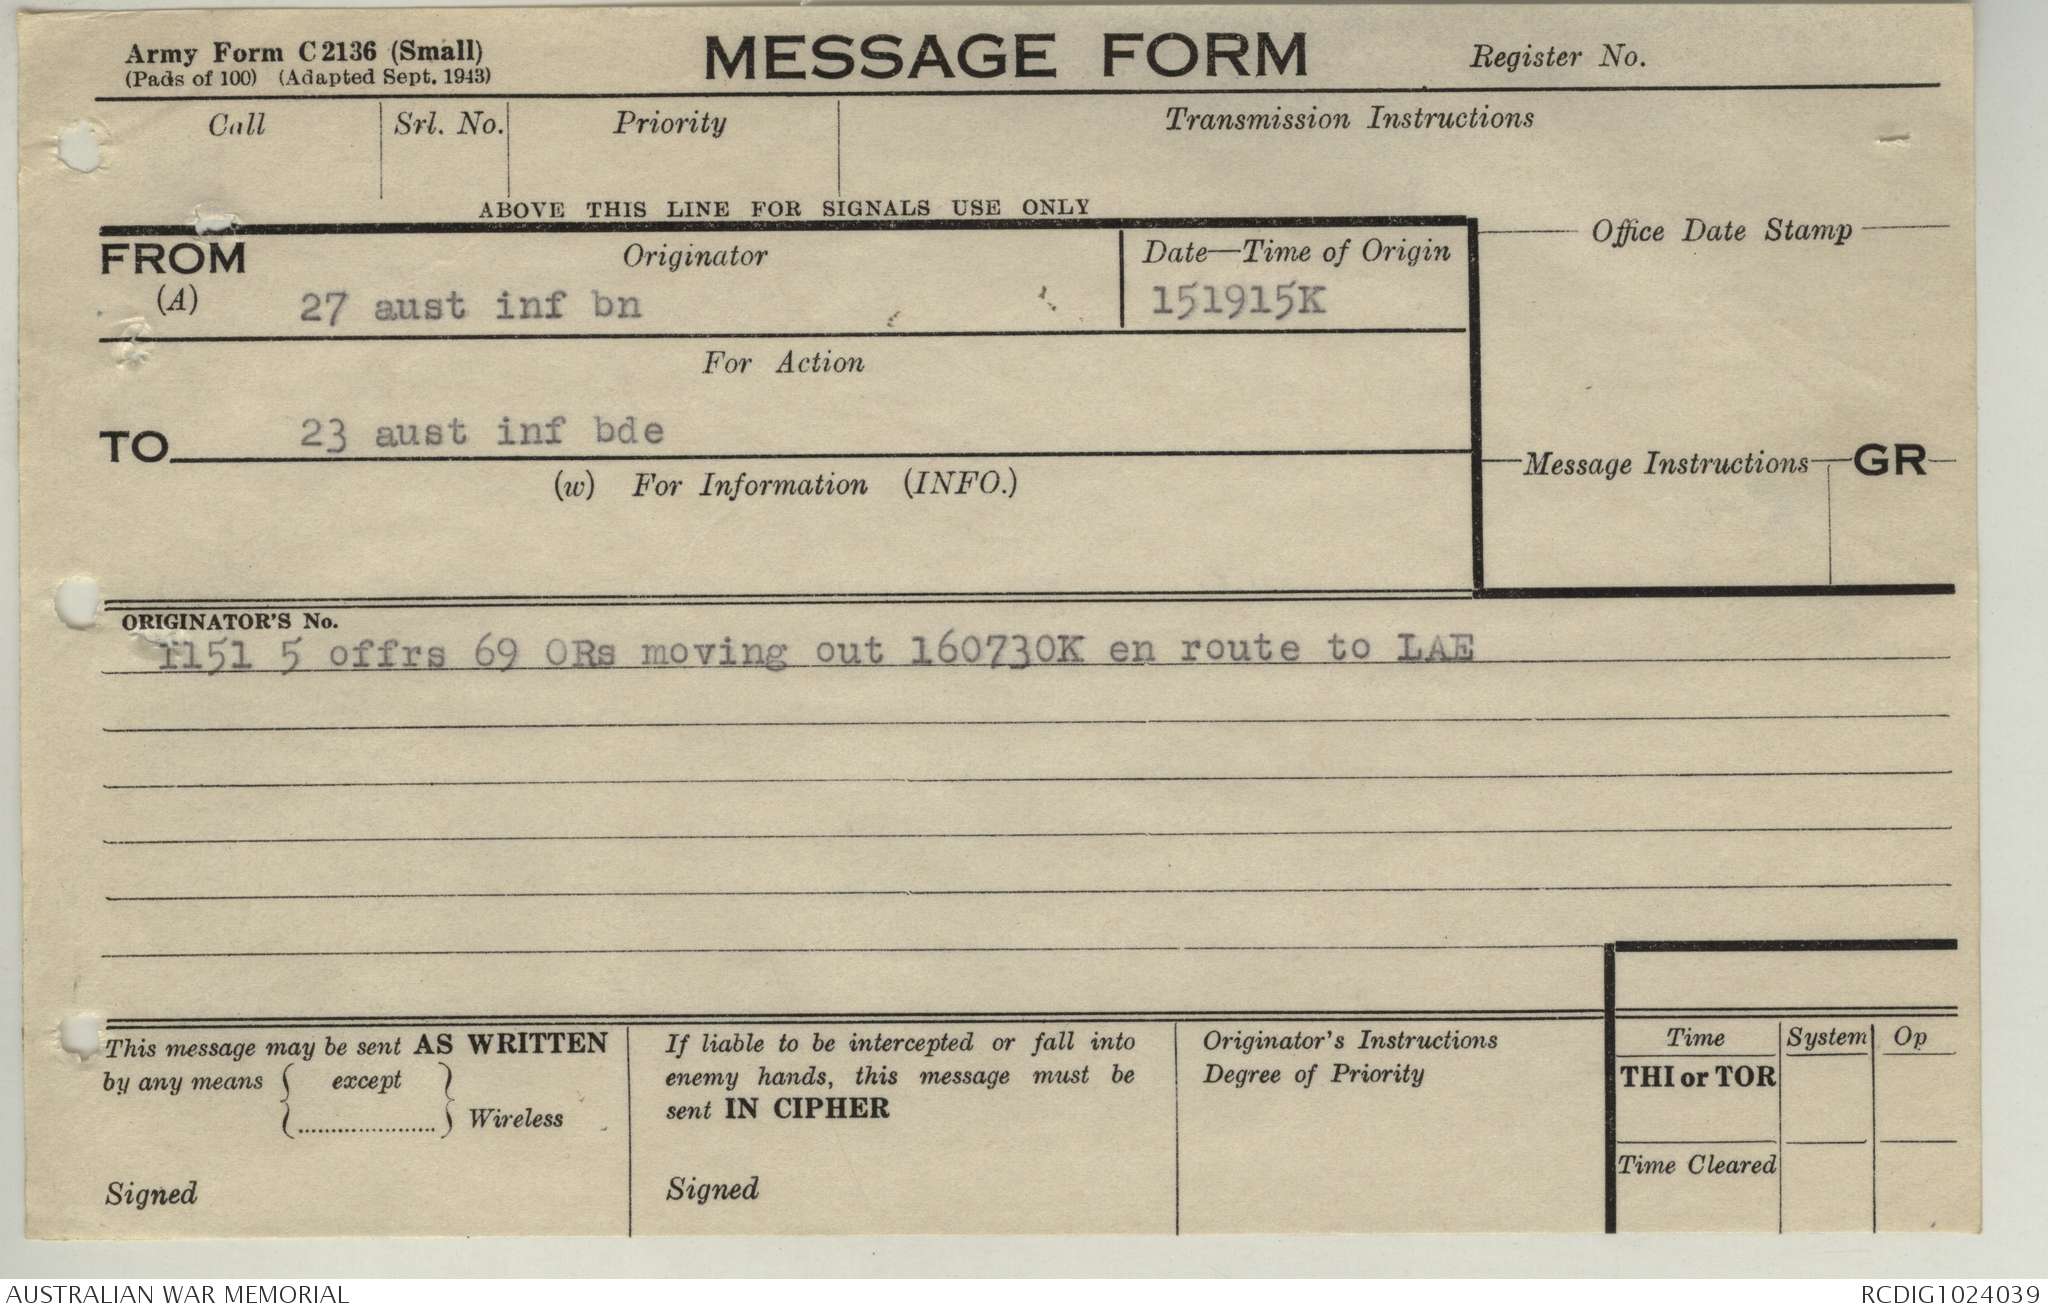 Army Form C 2136 (Small)
(Pads of 100) (Adapted Sept. 1943)
MESSAGE FORM
Register No.
Call
Srl. No.
Priority
Transmission Instructions
ABOVE THIS LINE FOR SIGNALS USE ONLY
FROM
(A)
Originator
27 aust inf bn
Date—Time of Origin
151915K
Office Date Stamp
For Action
TO
23 aust inf bde
(w) For Information (INFO.)
Message Instructions
GR
ORIGINATOR'S No.
1151 5 offrs 69 ORs moving out 160730K en route to LAE
This message may be sent AS WRITTEN
by any means { except }
{ ..................... } Wireless
Signed
If liable to be intercepted or fall into
enemy hands, this message must be
sent IN CIPHER
Signed
Originator's Instructions
Degree of Priority
Time
System
Op
THI or TOR
Time Cleared
AUSTRALIAN WAR MEMORIAL
RCDIG1024039